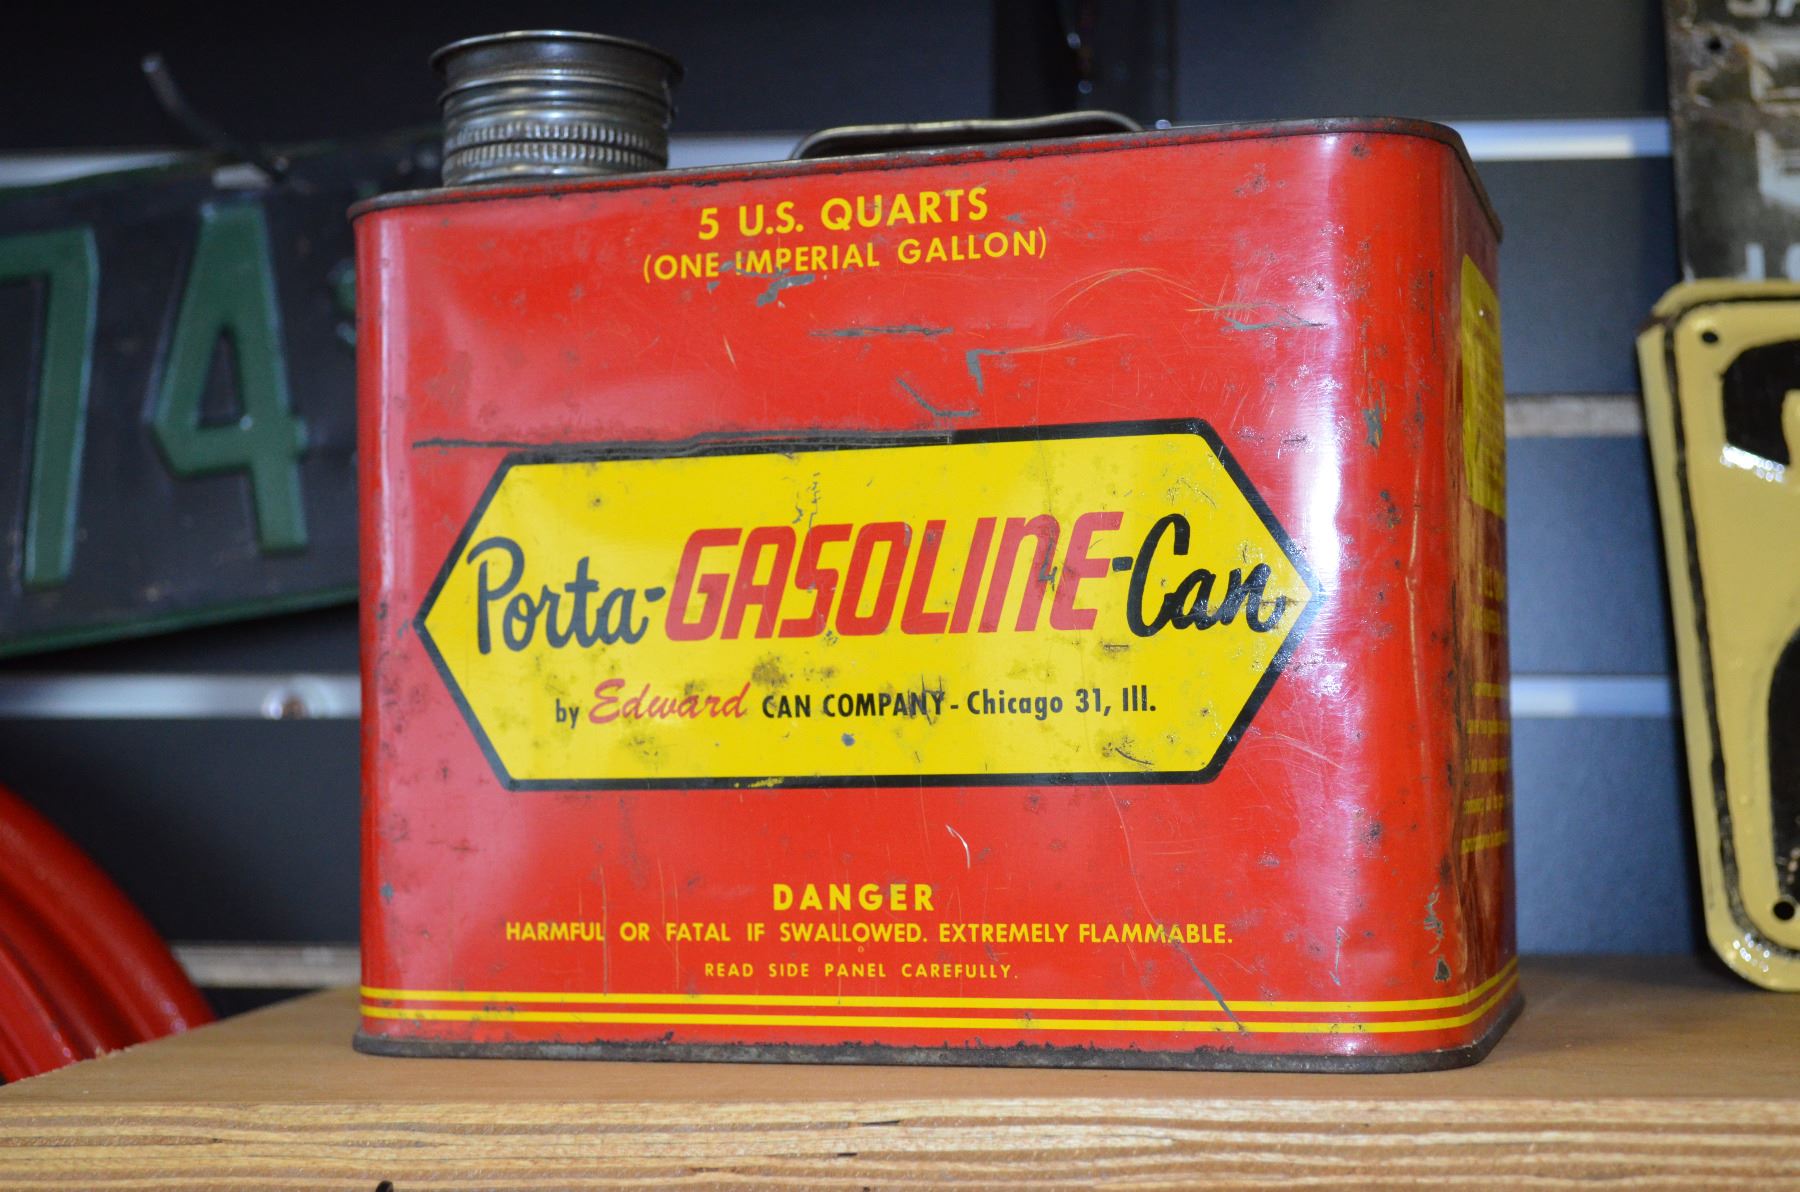 5 U.S. QUARTS
(ONE IMPERIAL GALLON)
Porta-GASOLINE-Can
by Edward CAN COMPANY - Chicago 31, Ill.
DANGER
HARMFUL OR FATAL IF SWALLOWED. EXTREMELY FLAMMABLE.
READ SIDE PANEL CAREFULLY.
74